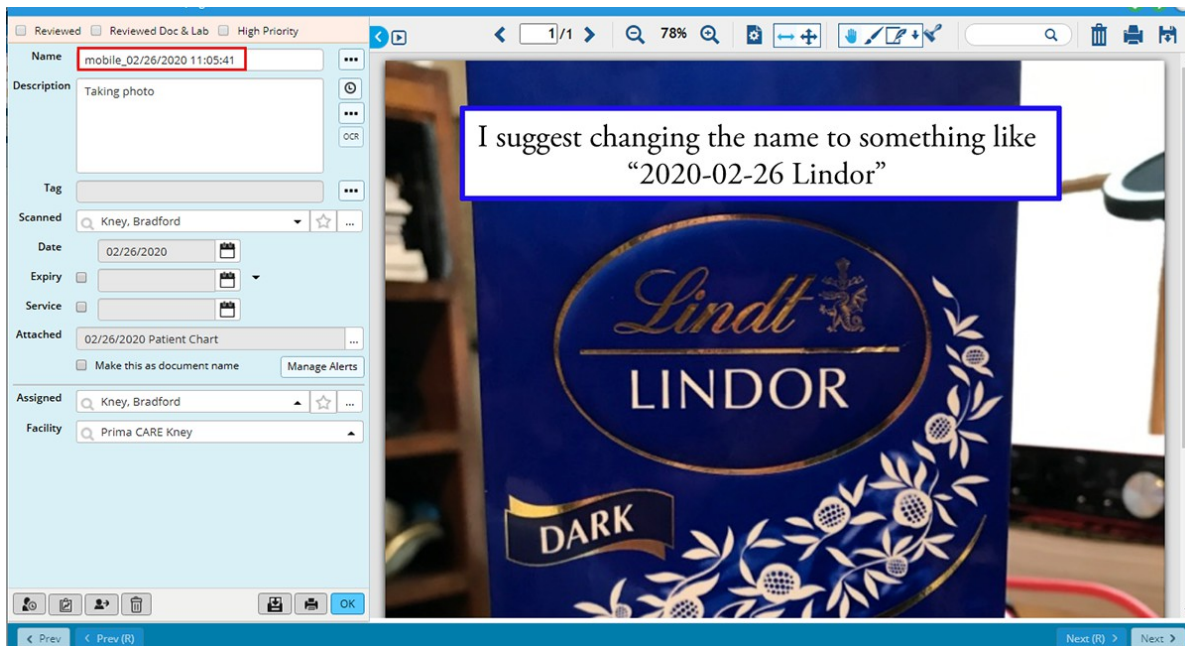 Reviewed Reviewed Doc & Lab High Priority
Name mobile_02/26/2020 11:05:41 ...
Description Taking photo
OCR
Tag ...
Scanned Kney, Bradford ...
Date 02/26/2020
Expiry
Service
Attached 02/26/2020 Patient Chart ...
Make this as document name Manage Alerts
Assigned Kney, Bradford ...
Facility Prima CARE Kney
OK
< Prev < Prev (R)
1/1 78%
I suggest changing the name to something like
“2020-02-26 Lindor”
Lindt
LINDOR
DARK
Next (R) > Next >